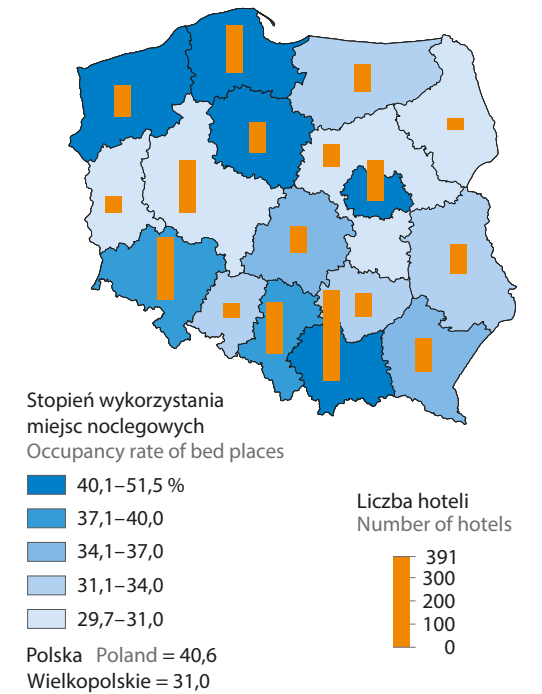 Stopień wykorzystania
miejsc noclegowych
Occupancy rate of bed places
40,1–51,5 %
37,1–40,0
34,1–37,0
31,1–34,0
29,7–31,0
Polska Poland = 40,6
Wielkopolskie = 31,0
Liczba hoteli
Number of hotels
391
300
200
100
0